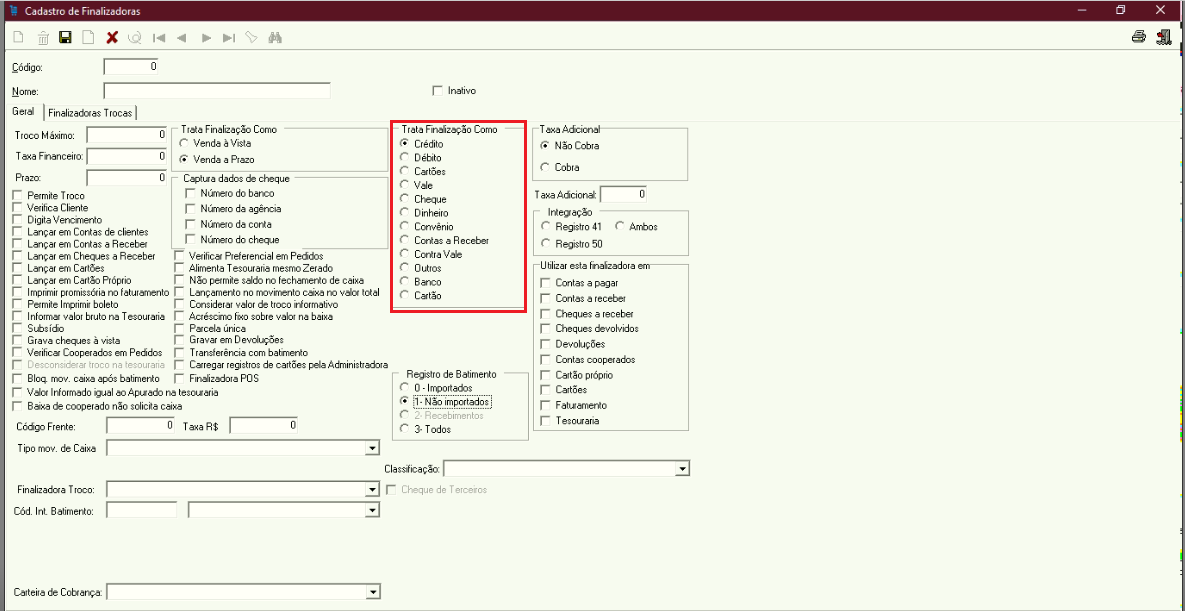 Cadastro de Finalizadoras
Código: 0
Nome:
Inativo
Geral
Finalizadoras Trocas
Troco Máximo: 0
Taxa Financeiro: 0
Prazo: 0
Permite Troco
Verifica Cliente
Digita Vencimento
Lançar em Contas de clientes
Lançar em Contas a Receber
Lançar em Cheques a Receber
Lançar em Cartões
Lançar em Cartão Próprio
Imprimir promissória no faturamento
Permite Imprimir boleto
Informar valor bruto na Tesouraria
Subsídio
Grava cheques à vista
Verificar Cooperados em Pedidos
Desconsiderar troco na tesouraria
Bloq. mov. caixa após batimento
Valor Informado igual ao Apurado na tesouraria
Baixa de cooperado não solicita caixa
Trata Finalização Como
Venda à Vista
Venda a Prazo
Captura dados de cheque
Número do banco
Número da agência
Número da conta
Número do cheque
Verificar Preferencial em Pedidos
Alimenta Tesouraria mesmo Zerado
Não permite saldo no fechamento de caixa
Lançamento no movimento caixa no valor total
Considerar valor de troco informativo
Acréscimo fixo sobre valor na baixa
Parcela única
Gravar em Devoluções
Transferência com batimento
Carregar registros de cartões pela Administradora
Finalizadora POS
Trata Finalização Como
Crédito
Débito
Cartões
Vale
Cheque
Dinheiro
Convênio
Contas a Receber
Contra Vale
Outros
Banco
Cartão
Registro de Batimento
0 - Importados
1- Não importados
2- Recebimentos
3- Todos
Taxa Adicional
Não Cobra
Cobra
Taxa Adicional: 0
Integração
Registro 41
Ambos
Registro 50
Utilizar esta finalizadora em
Contas a pagar
Contas a receber
Cheques a receber
Cheques devolvidos
Devoluções
Contas cooperados
Cartão próprio
Cartões
Faturamento
Tesouraria
Código Frente: 0 Taxa R$ 0
Tipo mov. de Caixa
Classificação:
Finalizadora Troco:
Cheque de Terceiros
Cód. Int. Batimento:
Carteira de Cobrança: